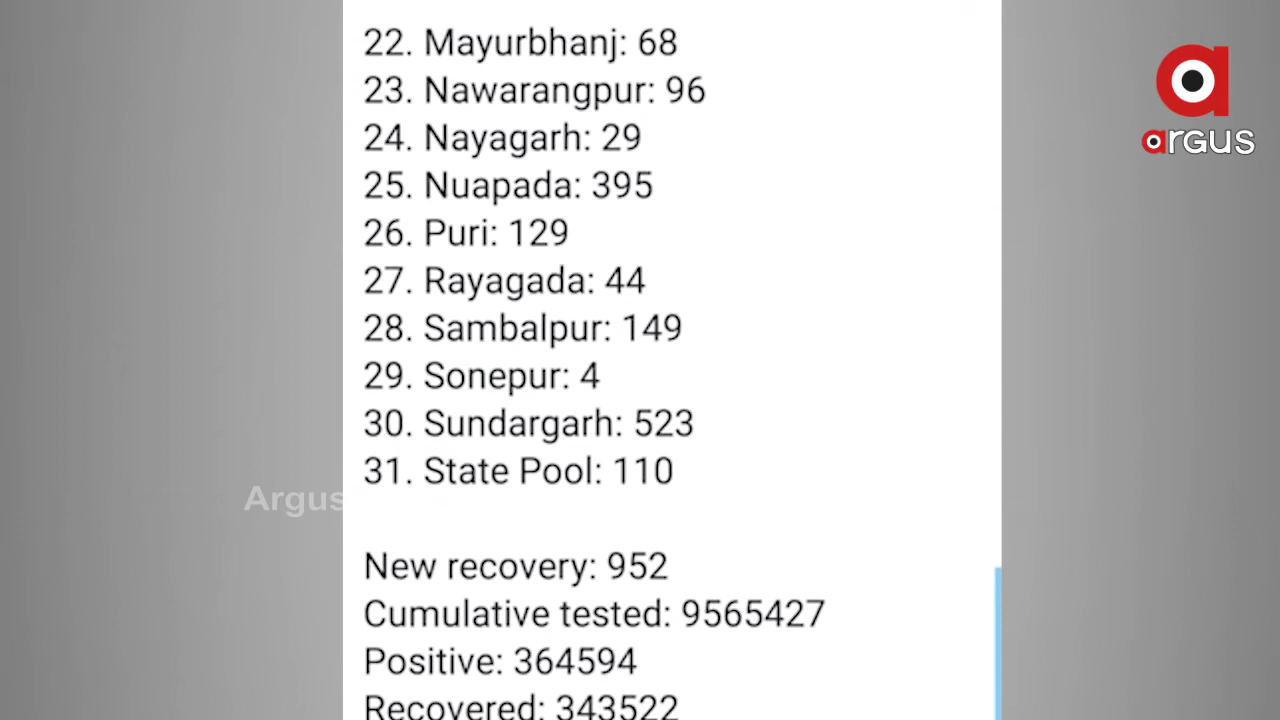 22. Mayurbhanj: 68
23. Nawarangpur: 96
24. Nayagarh: 29
25. Nuapada: 395
26. Puri: 129
27. Rayagada: 44
28. Sambalpur: 149
29. Sonepur: 4
30. Sundargarh: 523
31. State Pool: 110
New recovery: 952
Cumulative tested: 9565427
Positive: 364594
Recovered: 343522
argus
Argus